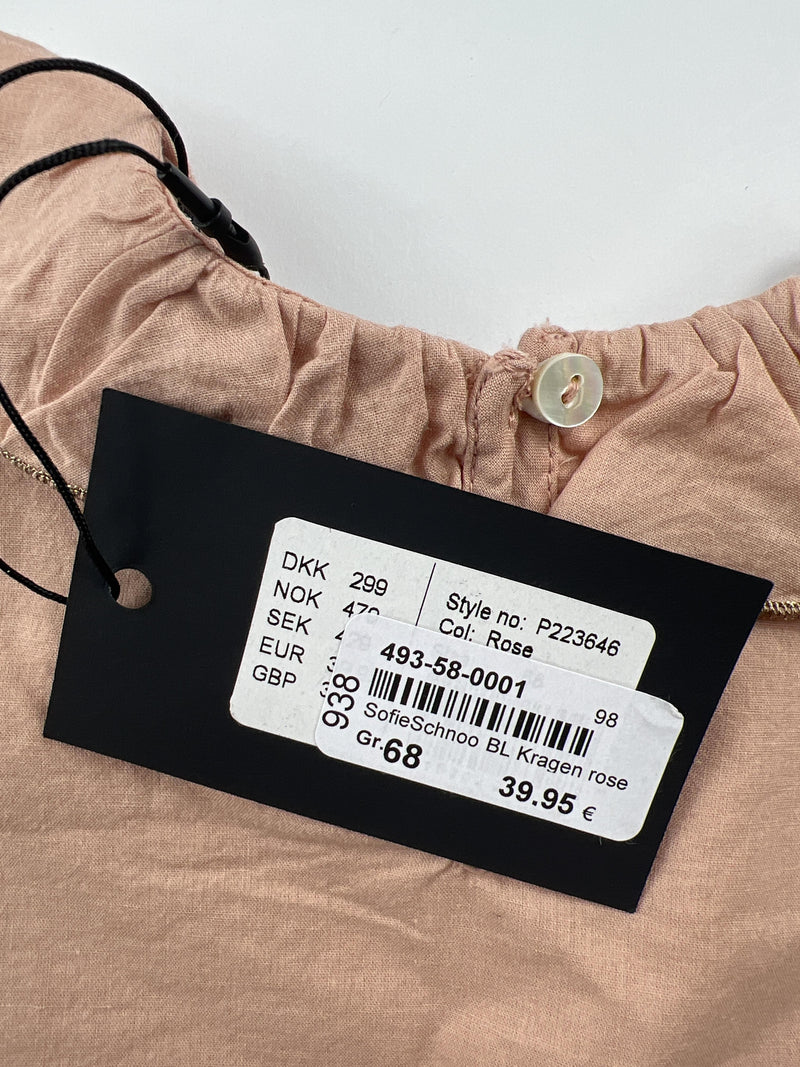 DKK 299
NOK
SEK
EUR
GBP
Style no: P223646
Col: Rose
493-58-0001
98
938
SofieSchnoo BL Kragen rose
Gr. 68
39.95 €